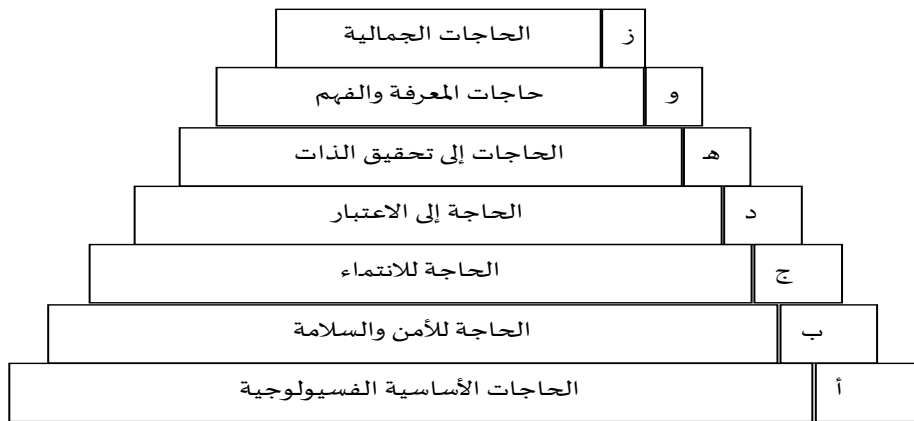 ز الحاجات الجمالية
و حاجات المعرفة والفهم
هـ الحاجات إلى تحقيق الذات
د الحاجة إلى الاعتبار
ج الحاجة للانتماء
ب الحاجة للأمن والسلامة
أ الحاجات الأساسية الفسيولوجية